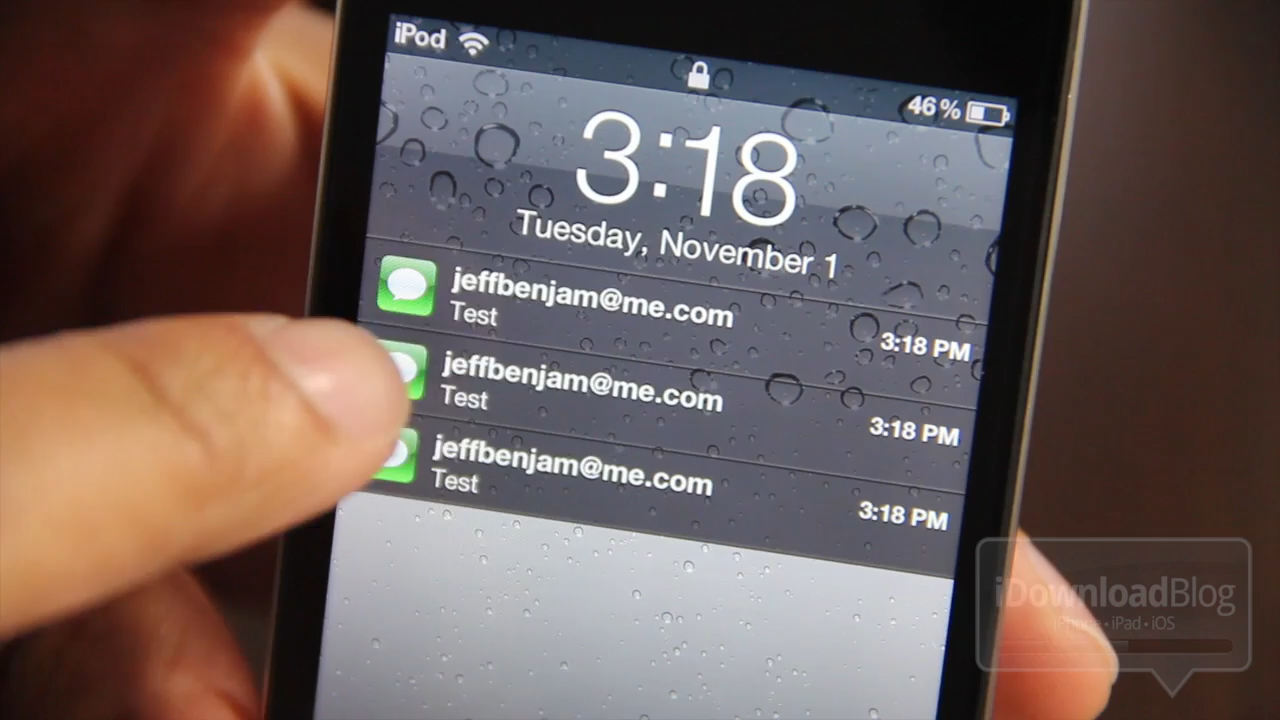 iPod
46%
3:18
Tuesday, November 1
jeffbenjam@me.com
Test
3:18 PM
jeffbenjam@me.com
Test
3:18 PM
jeffbenjam@me.com
Test
3:18 PM
iDownloadBlog
iPhone • iPad • iOS